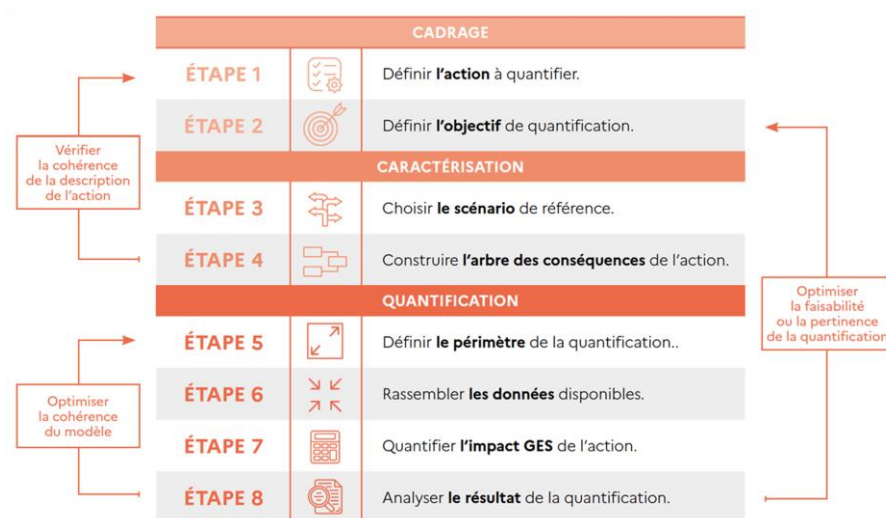 CADRAGE
ÉTAPE 1
Définir l'action à quantifier.
ÉTAPE 2
Définir l'objectif de quantification.
CARACTÉRISATION
ÉTAPE 3
Choisir le scénario de référence.
ÉTAPE 4
Construire l'arbre des conséquences de l'action.
QUANTIFICATION
ÉTAPE 5
Définir le périmètre de la quantification..
ÉTAPE 6
Rassembler les données disponibles.
ÉTAPE 7
Quantifier l'impact GES de l'action.
ÉTAPE 8
Analyser le résultat de la quantification.
Vérifier
la cohérence
de la description
de l'action
Optimiser
la cohérence
du modèle
Optimiser
la faisabilité
ou la pertinence
de la quantification